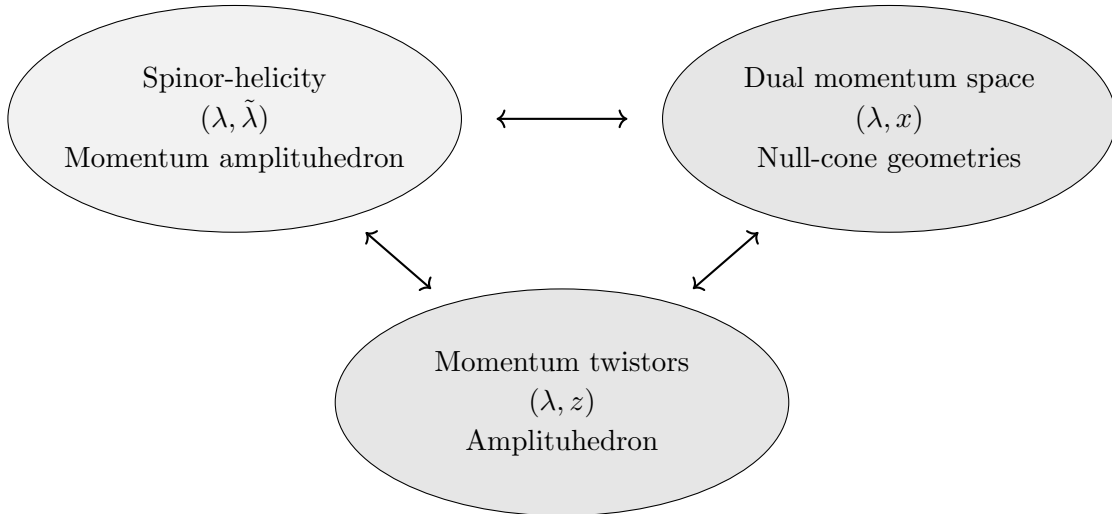 Spinor-helicity
(λ, λ̃)
Momentum amplituhedron
Dual momentum space
(λ, x)
Null-cone geometries
Momentum twistors
(λ, z)
Amplituhedron